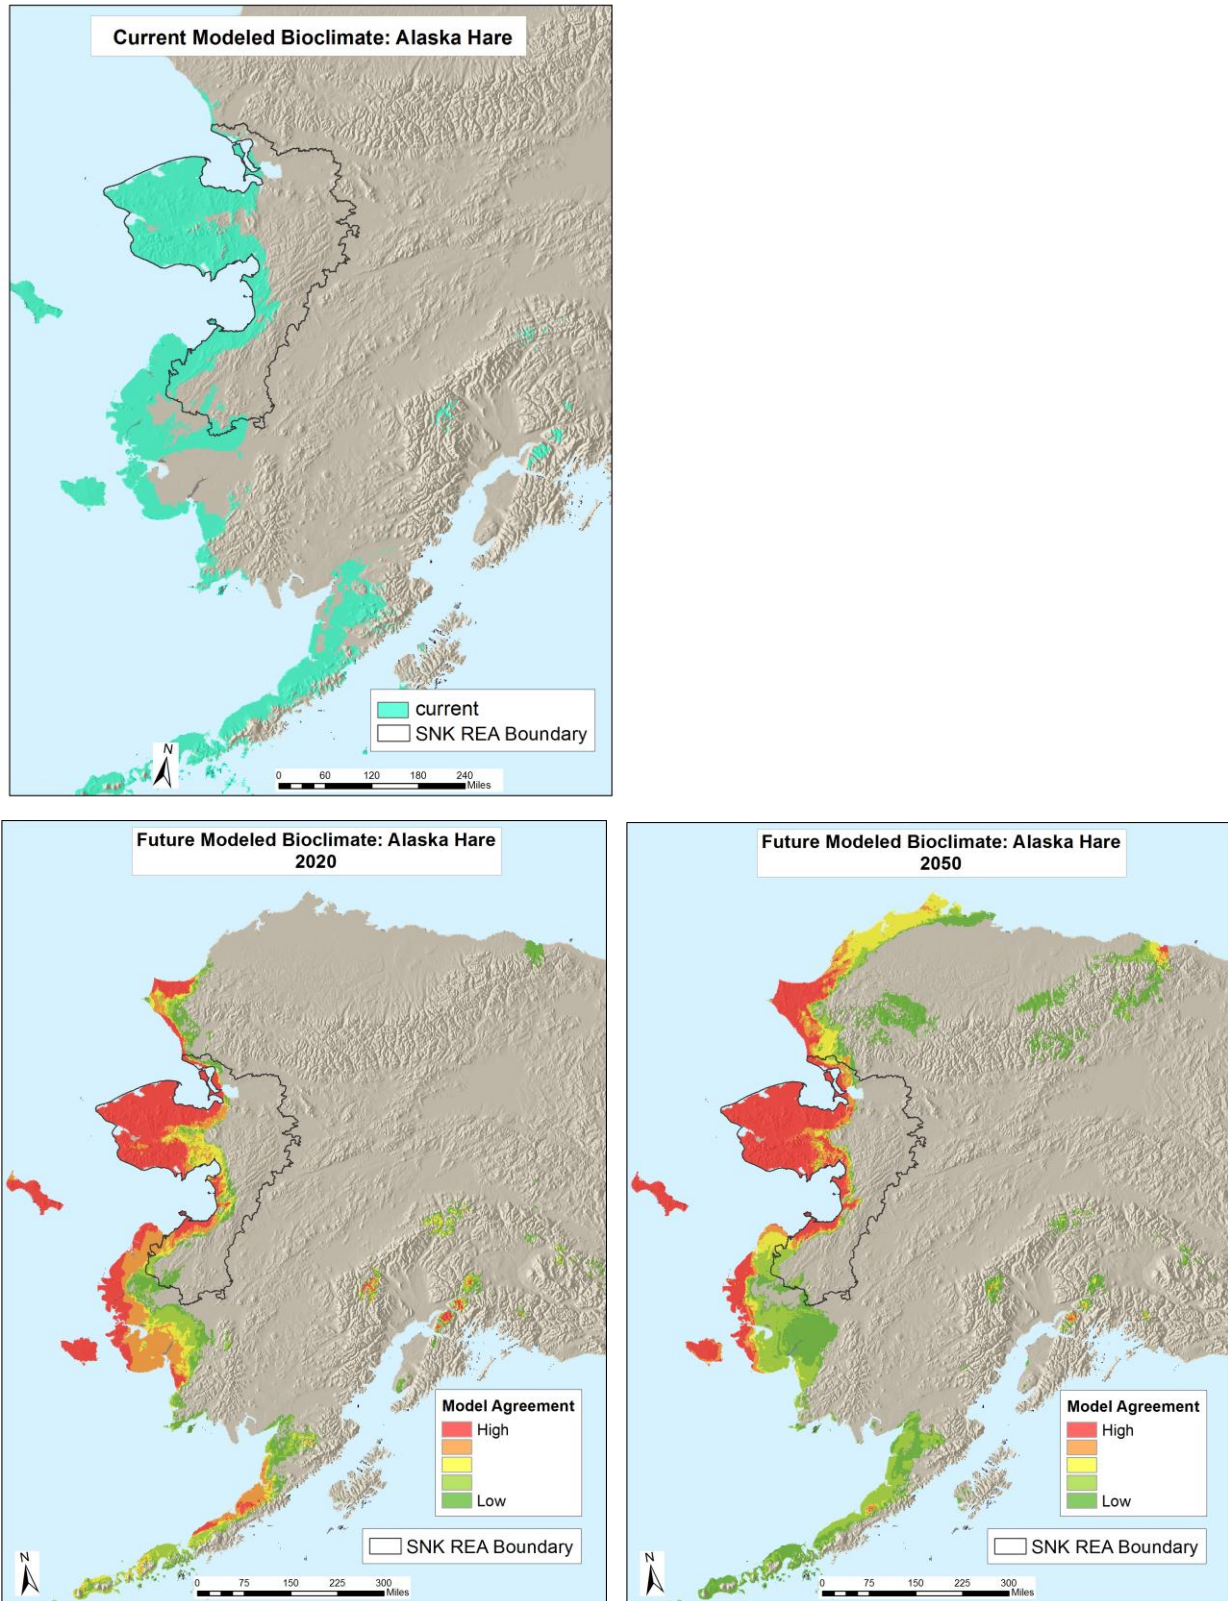 Current Modeled Bioclimate: Alaska Hare
current
SNK REA Boundary
N
0 60 120 180 240
Miles
Future Modeled Bioclimate: Alaska Hare
2020
Model Agreement
High
Low
SNK REA Boundary
N
0 75 150 225 300
Miles
Future Modeled Bioclimate: Alaska Hare
2050
Model Agreement
High
Low
SNK REA Boundary
N
0 75 150 225 300
Miles